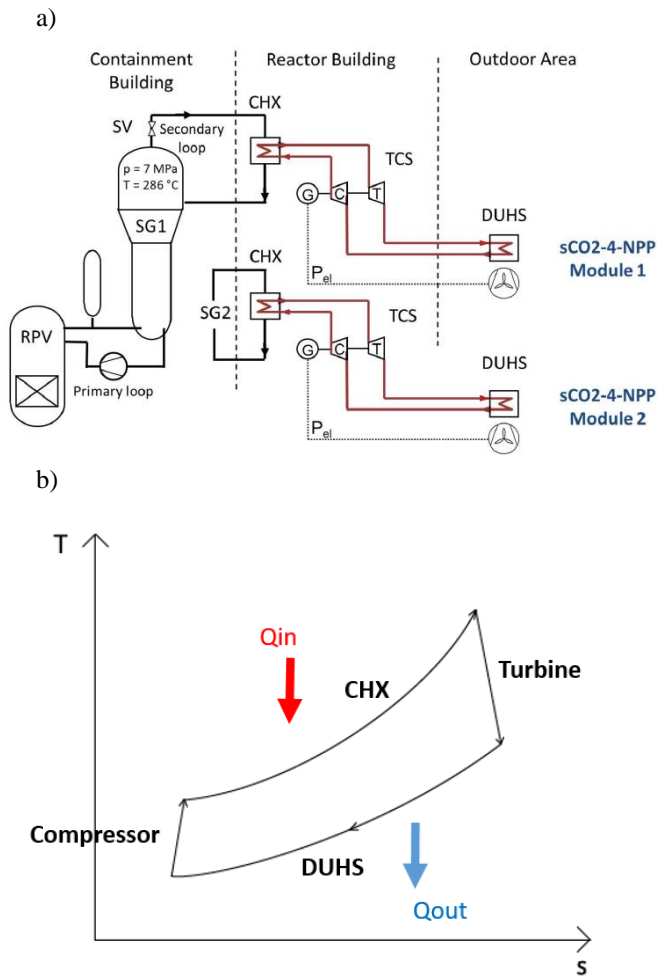 a)
Containment Building
Reactor Building
Outdoor Area
CHX
SV
Secondary loop
TCS
p = 7 MPa
T = 286 °C
G
C
T
SG1
DUHS
sCO2-4-NPP Module 1
Pel
CHX
TCS
SG2
RPV
G
C
T
DUHS
Primary loop
sCO2-4-NPP Module 2
Pel
b)
T
Qin
CHX
Turbine
Compressor
DUHS
Qout
s